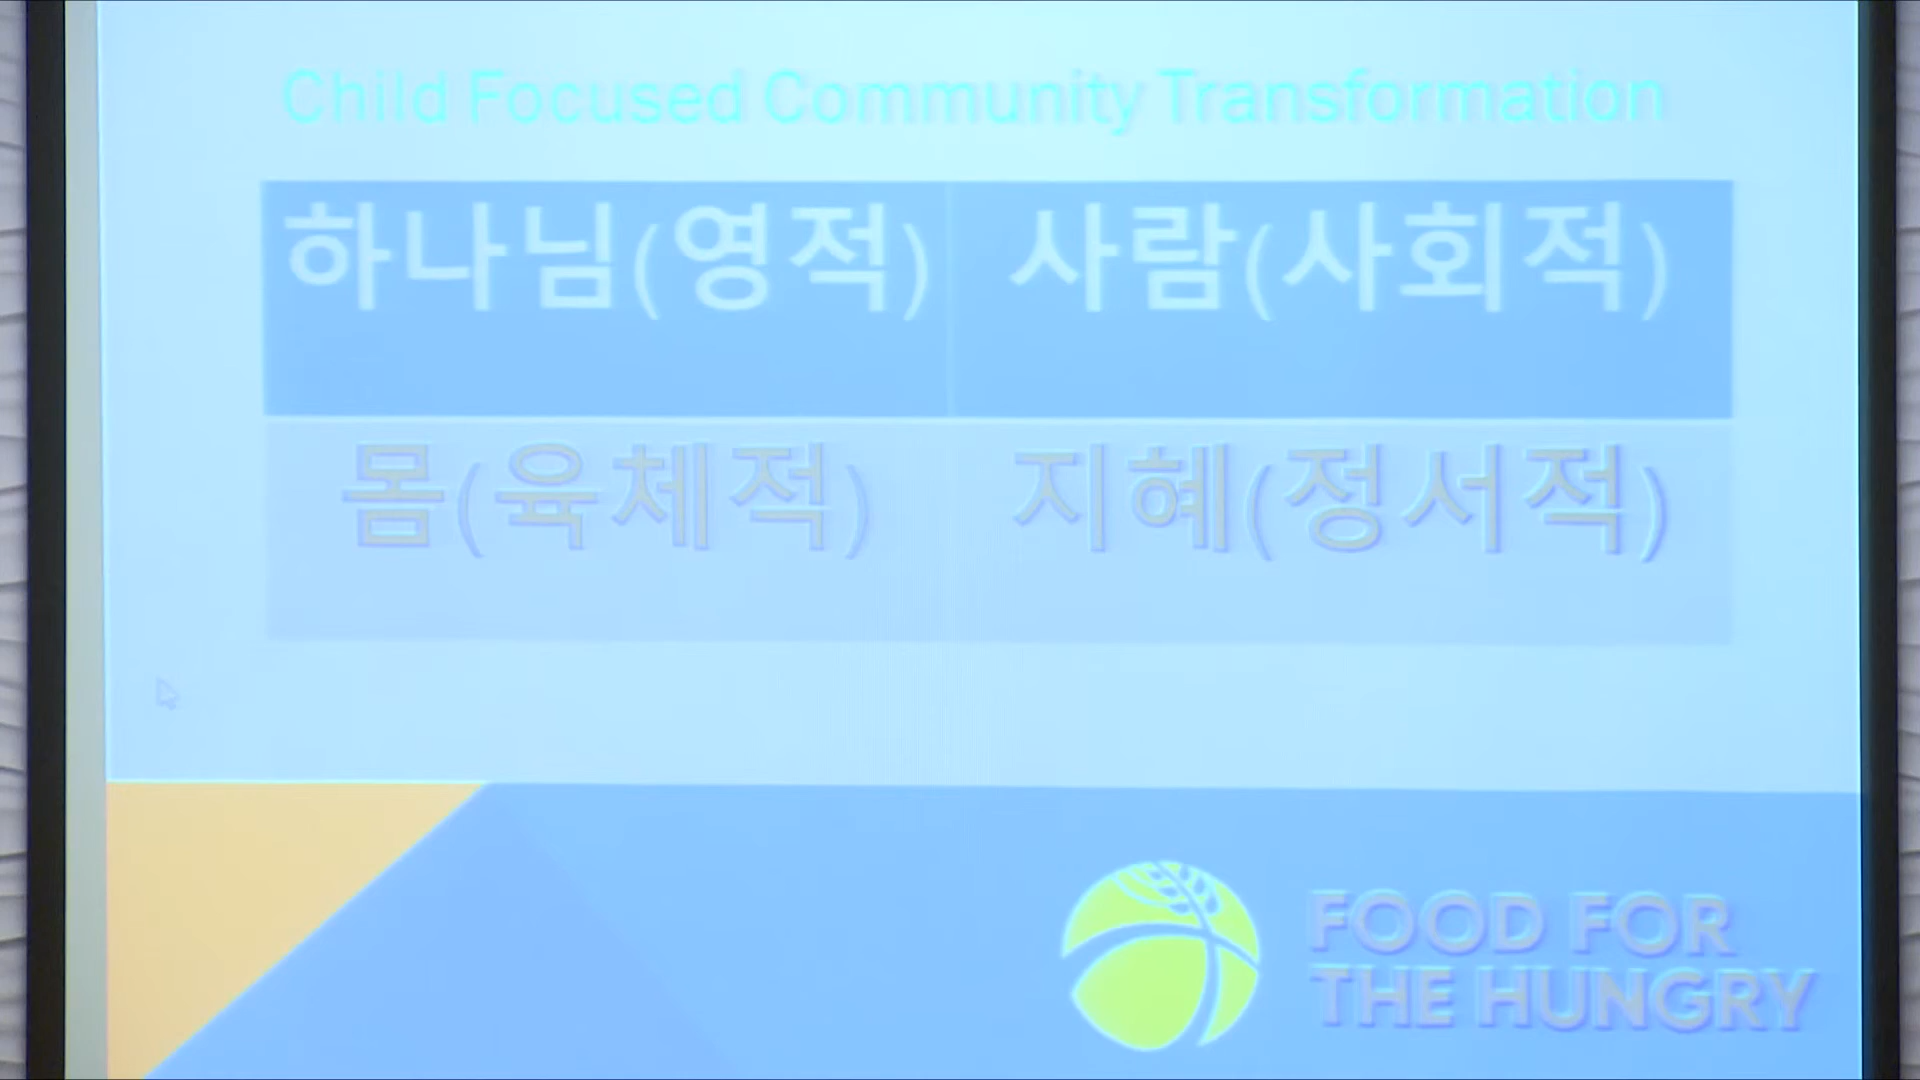 Child Focused Community Transformation
하나님(영적) 사람(사회적)
몸(육체적) 지혜(정서적)
FOOD FOR
THE HUNGRY